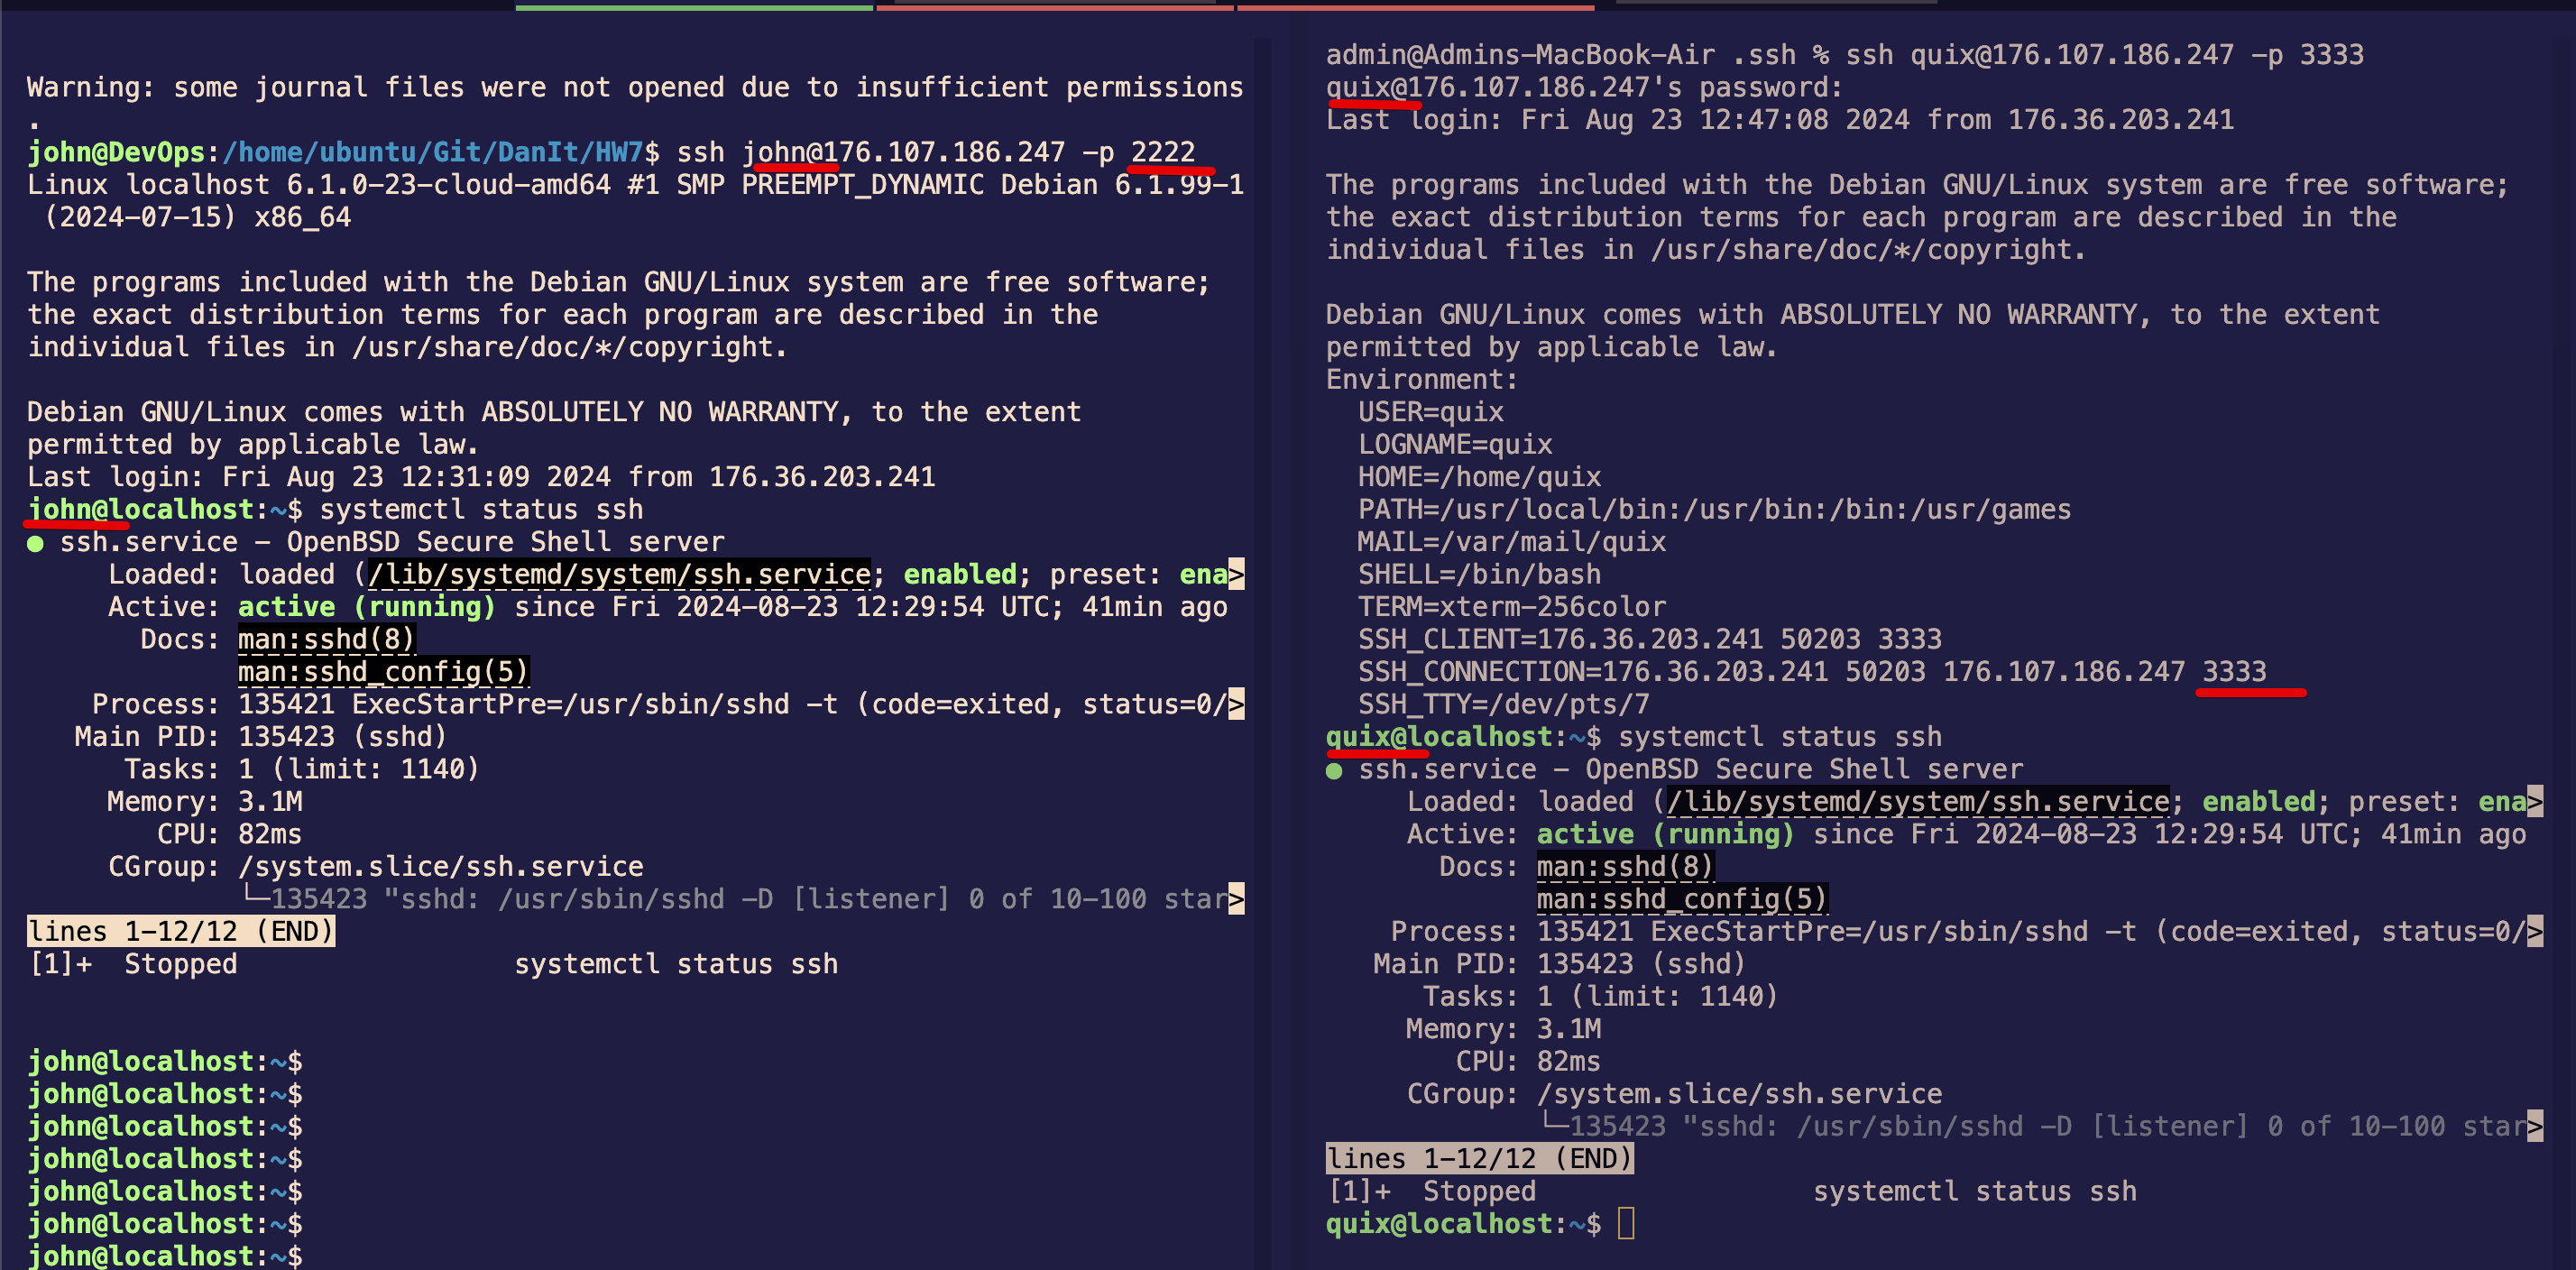 Warning: some journal files were not opened due to insufficient permissions
.
john@DevOps:/home/ubuntu/Git/DanIt/HW7$ ssh john@176.107.186.247 -p 2222
Linux localhost 6.1.0-23-cloud-amd64 #1 SMP PREEMPT_DYNAMIC Debian 6.1.99-1
 (2024-07-15) x86_64
The programs included with the Debian GNU/Linux system are free software;
the exact distribution terms for each program are described in the
individual files in /usr/share/doc/*/copyright.
Debian GNU/Linux comes with ABSOLUTELY NO WARRANTY, to the extent
permitted by applicable law.
Last login: Fri Aug 23 12:31:09 2024 from 176.36.203.241
john@localhost:~$ systemctl status ssh
● ssh.service - OpenBSD Secure Shell server
     Loaded: loaded (/lib/systemd/system/ssh.service; enabled; preset: ena>
     Active: active (running) since Fri 2024-08-23 12:29:54 UTC; 41min ago
       Docs: man:sshd(8)
             man:sshd_config(5)
    Process: 135421 ExecStartPre=/usr/sbin/sshd -t (code=exited, status=0/>
   Main PID: 135423 (sshd)
      Tasks: 1 (limit: 1140)
     Memory: 3.1M
        CPU: 82ms
     CGroup: /system.slice/ssh.service
             └─135423 "sshd: /usr/sbin/sshd -D [listener] 0 of 10-100 star>
lines 1-12/12 (END)
[1]+  Stopped                 systemctl status ssh
john@localhost:~$
john@localhost:~$
john@localhost:~$
john@localhost:~$
john@localhost:~$
john@localhost:~$
john@localhost:~$
admin@Admins-MacBook-Air .ssh % ssh quix@176.107.186.247 -p 3333
quix@176.107.186.247's password:
Last login: Fri Aug 23 12:47:08 2024 from 176.36.203.241
The programs included with the Debian GNU/Linux system are free software;
the exact distribution terms for each program are described in the
individual files in /usr/share/doc/*/copyright.
Debian GNU/Linux comes with ABSOLUTELY NO WARRANTY, to the extent
permitted by applicable law.
Environment:
  USER=quix
  LOGNAME=quix
  HOME=/home/quix
  PATH=/usr/local/bin:/usr/bin:/bin:/usr/games
  MAIL=/var/mail/quix
  SHELL=/bin/bash
  TERM=xterm-256color
  SSH_CLIENT=176.36.203.241 50203 3333
  SSH_CONNECTION=176.36.203.241 50203 176.107.186.247 3333
  SSH_TTY=/dev/pts/7
quix@localhost:~$ systemctl status ssh
● ssh.service - OpenBSD Secure Shell server
     Loaded: loaded (/lib/systemd/system/ssh.service; enabled; preset: ena>
     Active: active (running) since Fri 2024-08-23 12:29:54 UTC; 41min ago
       Docs: man:sshd(8)
             man:sshd_config(5)
    Process: 135421 ExecStartPre=/usr/sbin/sshd -t (code=exited, status=0/>
   Main PID: 135423 (sshd)
      Tasks: 1 (limit: 1140)
     Memory: 3.1M
        CPU: 82ms
     CGroup: /system.slice/ssh.service
             └─135423 "sshd: /usr/sbin/sshd -D [listener] 0 of 10-100 star>
lines 1-12/12 (END)
[1]+  Stopped                 systemctl status ssh
quix@localhost:~$